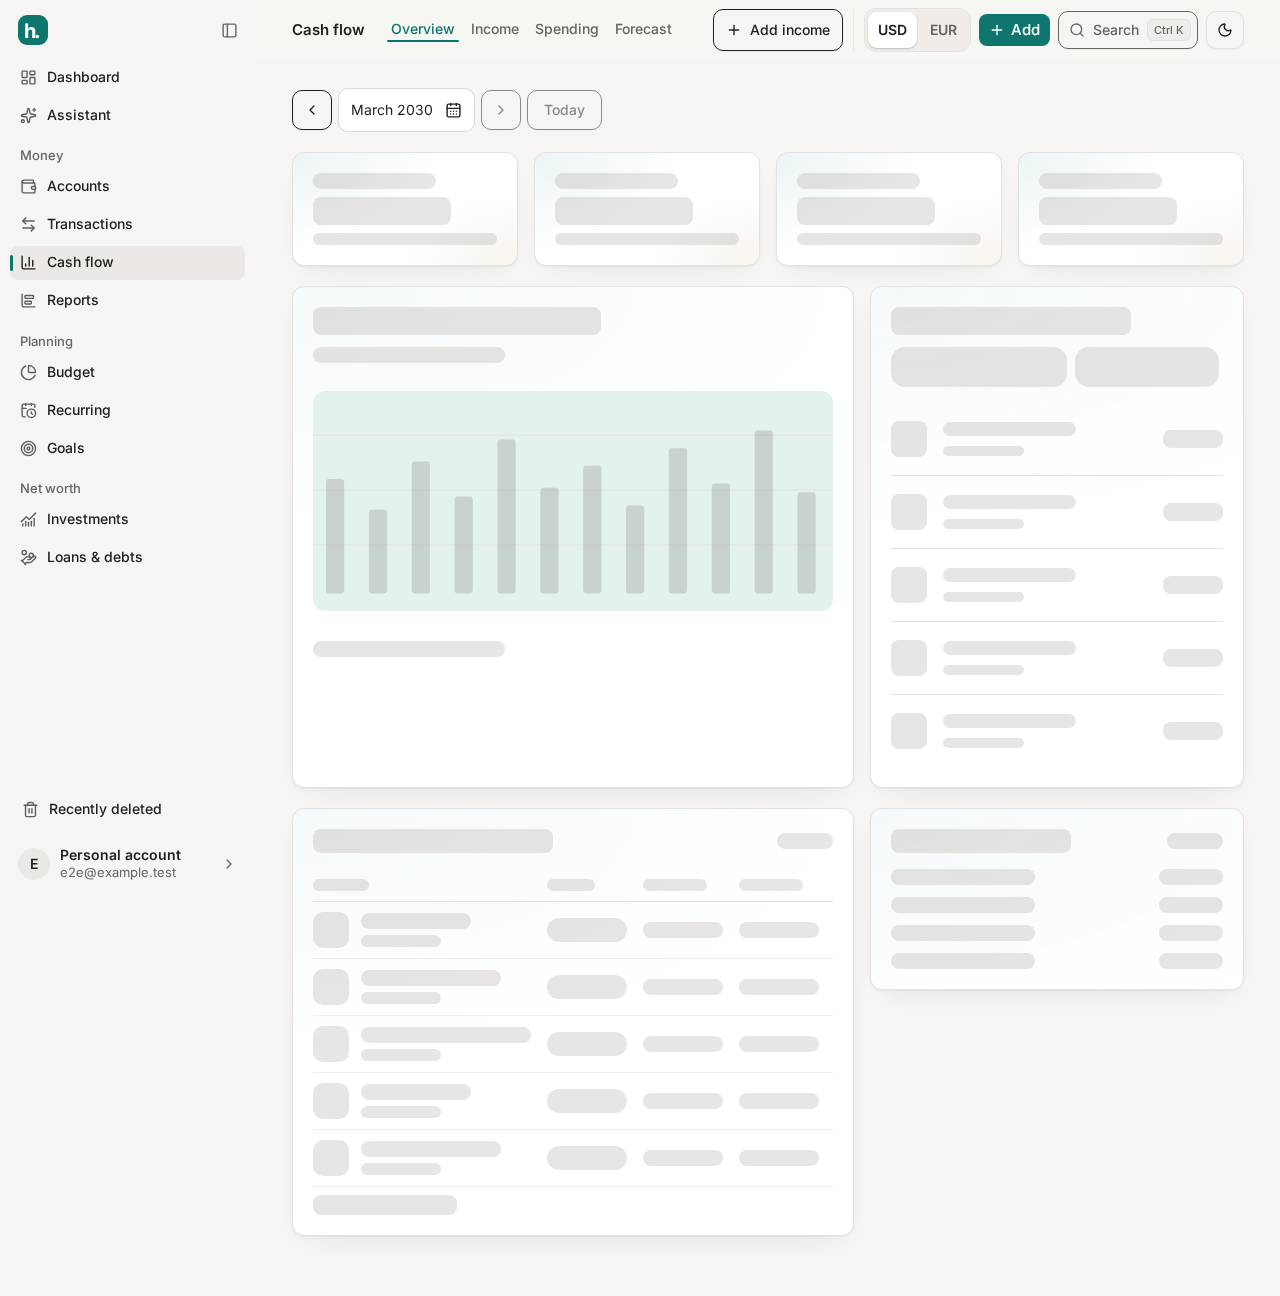 h.
Dashboard
Assistant
Money
Accounts
Transactions
Cash flow
Reports
Planning
Budget
Recurring
Goals
Net worth
Investments
Loans & debts
Recently deleted
E
Personal account
e2e@example.test
Cash flow
Overview
Income
Spending
Forecast
Add income
USD
EUR
Add
Search
Ctrl K
March 2030
Today